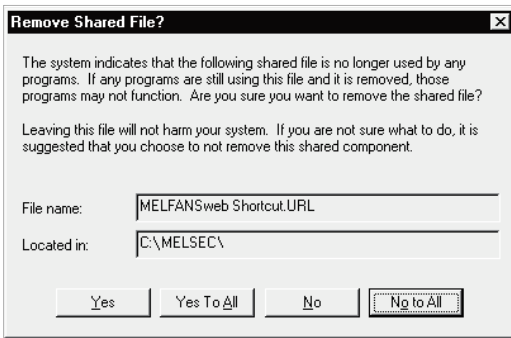 Remove Shared File?
The system indicates that the following shared file is no longer used by any
programs. If any programs are still using this file and it is removed, those
programs may not function. Are you sure you want to remove the shared file?
Leaving this file will not harm your system. If you are not sure what to do, it is
suggested that you choose to not remove this shared component.
File name: MELFANSweb Shortcut.URL
Located in: C:\MELSEC\
Yes Yes To All No No to All